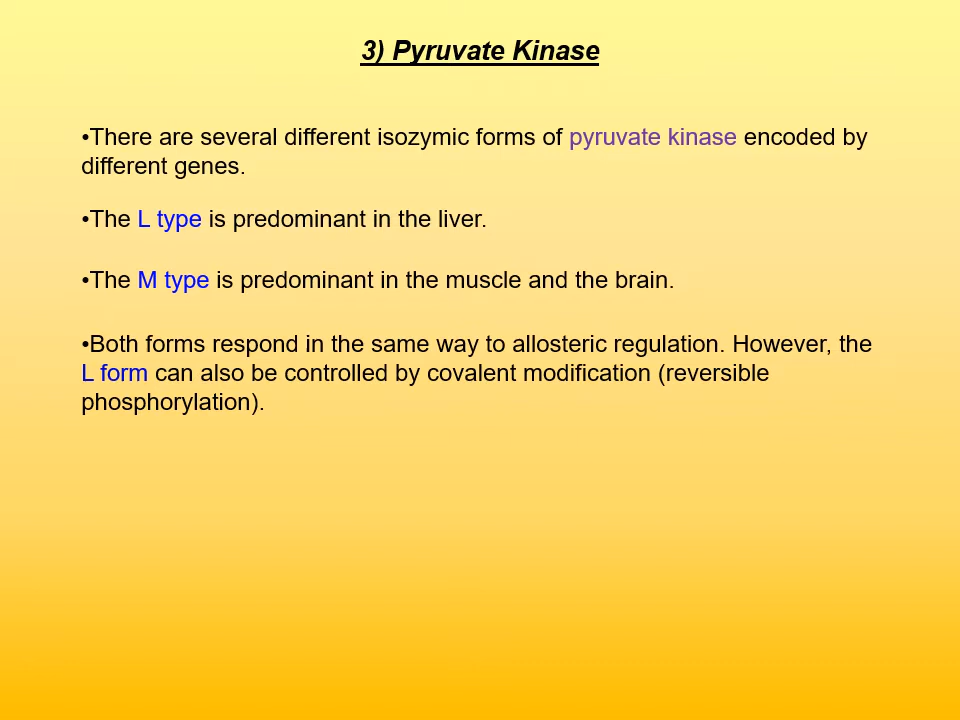 3) Pyruvate Kinase
•There are several different isozymic forms of pyruvate kinase encoded by
different genes.
•The L type is predominant in the liver.
•The M type is predominant in the muscle and the brain.
•Both forms respond in the same way to allosteric regulation. However, the
L form can also be controlled by covalent modification (reversible
phosphorylation).